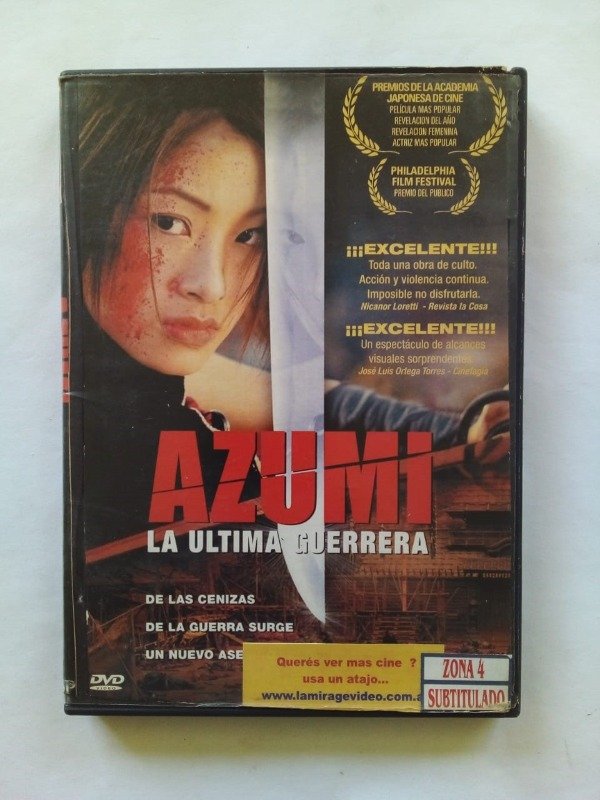 PREMIOS DE LA ACADEMIA
JAPONESA DE CINE
PELÍCULA MAS POPULAR
REVELACION DEL AÑO
REVELACION FEMENINA
ACTRIZ MAS POPULAR
PHILADELPHIA
FILM FESTIVAL
PREMIO DEL PUBLICO
¡¡¡EXCELENTE!!!
Toda una obra de culto.
Acción y violencia continua.
Imposible no disfrutarla.
Nicanor Loretti - Revista la Cosa
¡¡¡EXCELENTE!!!
Un espectáculo de alcances
visuales sorprendentes.
José Luis Ortega Torres - Cinefagia
AZUMI
AZUMI
LA ULTIMA GUERRERA
DE LAS CENIZAS
DE LA GUERRA SURGE
UN NUEVO ASE
DVD
VIDEO
Querés ver mas cine ?
usa un atajo...
www.lamiragevideo.com.a
ZONA 4
SUBTITULADO